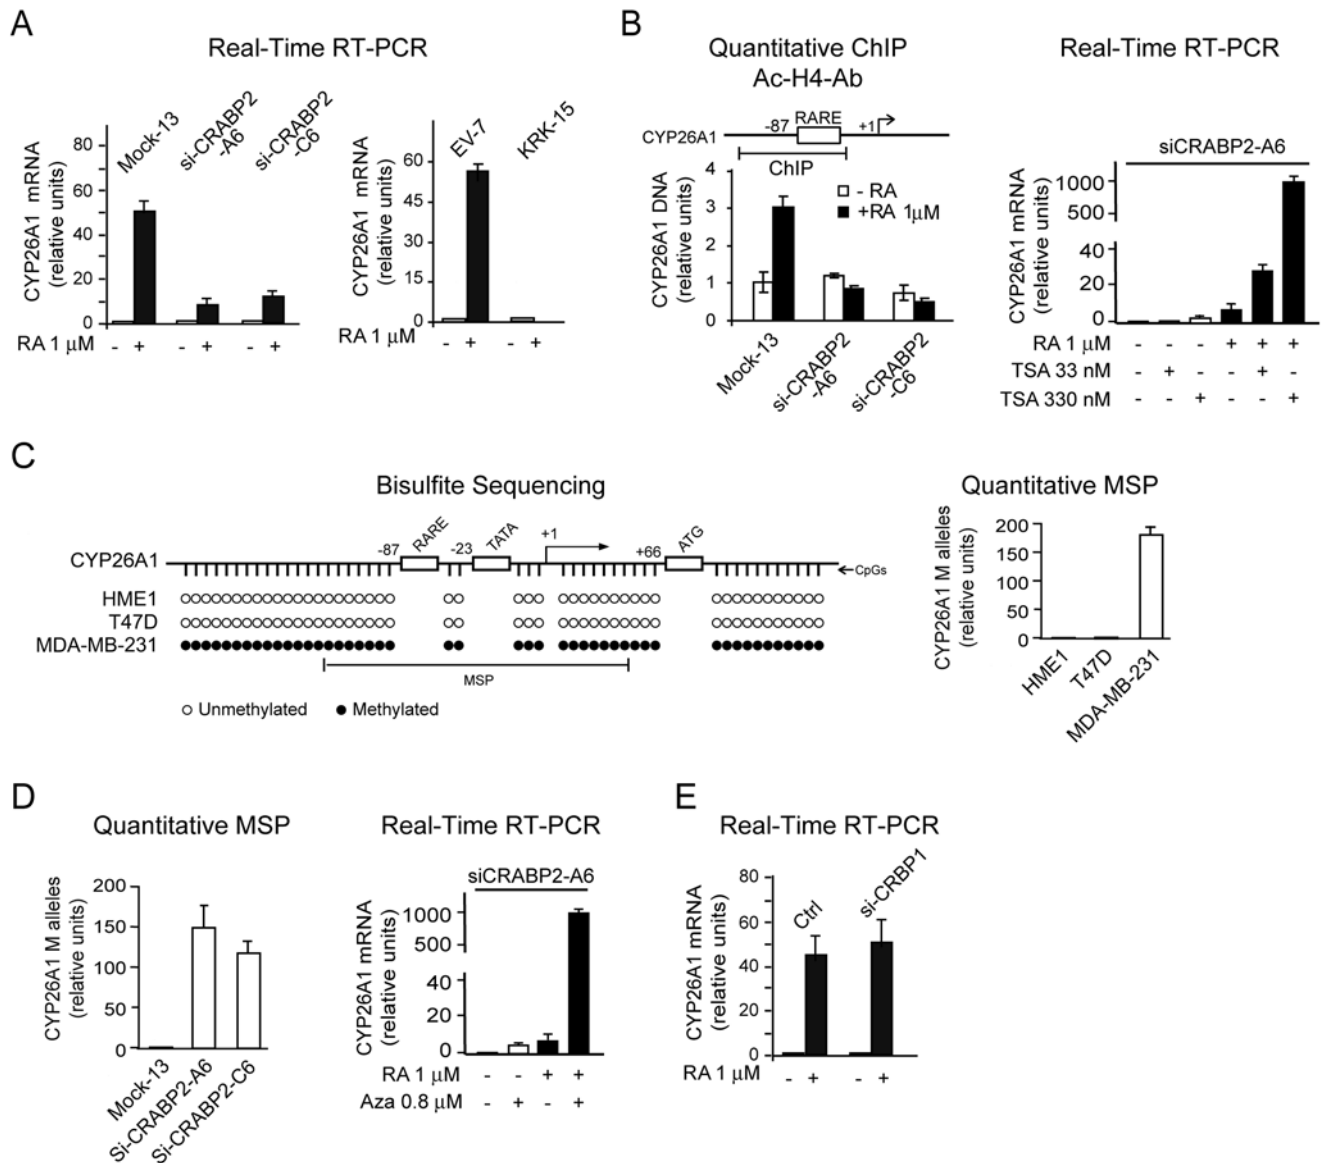 A
Real-Time RT-PCR
CYP26A1 mRNA
(relative units)
80
60
40
20
0
Mock-13
si-CRABP2
-A6
si-CRABP2
-C6
RA 1 μM - + - + - +
CYP26A1 mRNA
(relative units)
60
45
30
15
0
EV-7
KRK-15
RA 1 μM - + - +
B
Quantitative ChIP
Ac-H4-Ab
CYP26A1
-87
RARE
+1
ChIP
CYP26A1 DNA
(relative units)
4
3
2
1
0
- RA
+RA 1μM
Mock-13
si-CRABP2
-A6
si-CRABP2
-C6
Real-Time RT-PCR
siCRABP2-A6
CYP26A1 mRNA
(relative units)
1000
500
40
20
0
RA 1 μM - - - + + +
TSA 33 nM - + - - + -
TSA 330 nM - - + - - +
C
Bisulfite Sequencing
CYP26A1
-87
RARE
-23
TATA
+1
+66
ATG
CpGs
HME1
T47D
MDA-MB-231
MSP
Unmethylated
Methylated
Quantitative MSP
CYP26A1 M alleles
(relative units)
200
150
100
50
0
HME1
T47D
MDA-MB-231
D
Quantitative MSP
CYP26A1 M alleles
(relative units)
200
150
100
50
0
Mock-13
Si-CRABP2-A6
Si-CRABP2-C6
Real-Time RT-PCR
siCRABP2-A6
CYP26A1 mRNA
(relative units)
1000
500
40
20
0
RA 1 μM - - + +
Aza 0.8 μM - + - +
E
Real-Time RT-PCR
CYP26A1 mRNA
(relative units)
80
60
40
20
0
Ctrl
si-CRBP1
RA 1 μM - + - +